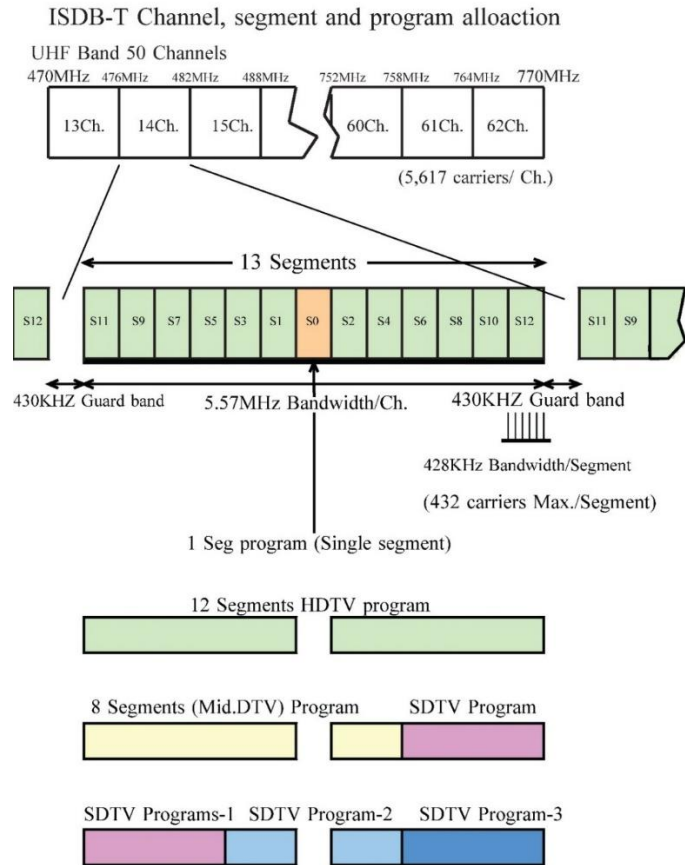 ISDB-T Channel, segment and program alloaction
UHF Band 50 Channels
470MHz 476MHz 482MHz 488MHz 752MHz 758MHz 764MHz 770MHz
13Ch. 14Ch. 15Ch. 60Ch. 61Ch. 62Ch.
(5,617 carriers/ Ch.)
13 Segments
S12 S11 S9 S7 S5 S3 S1 S0 S2 S4 S6 S8 S10 S12 S11 S9
430KHZ Guard band 5.57MHz Bandwidth/Ch. 430KHZ Guard band
428KHz Bandwidth/Segment
(432 carriers Max./Segment)
1 Seg program (Single segment)
12 Segments HDTV program
8 Segments (Mid.DTV) Program SDTV Program
SDTV Programs-1 SDTV Program-2 SDTV Program-3